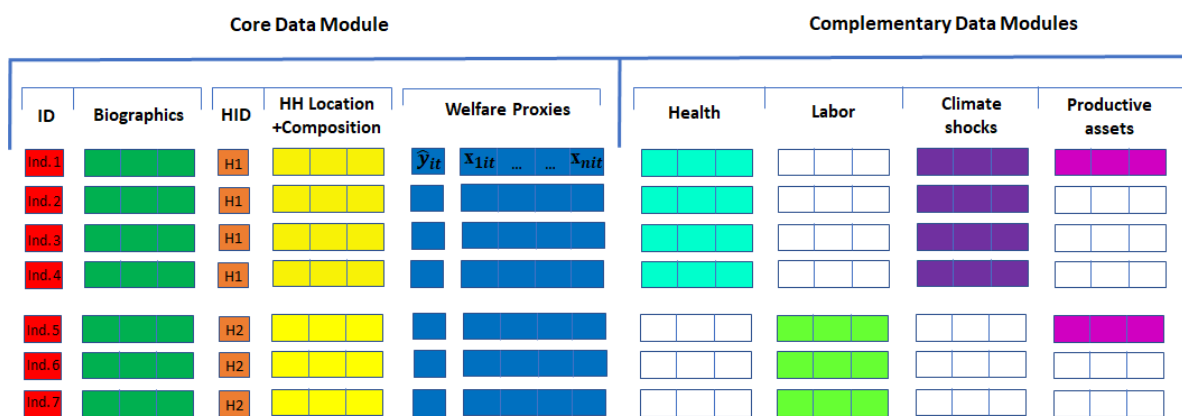 Core Data Module
Complementary Data Modules
ID
Biographics
HID
HH Location
+Composition
Welfare Proxies
Health
Labor
Climate
shocks
Productive
assets
Ind. 1
H1
ŷᵢₜ
x₁ᵢₜ ... ... xₙᵢₜ
Ind. 2
H1
Ind. 3
H1
Ind. 4
H1
Ind. 5
H2
Ind. 6
H2
Ind. 7
H2